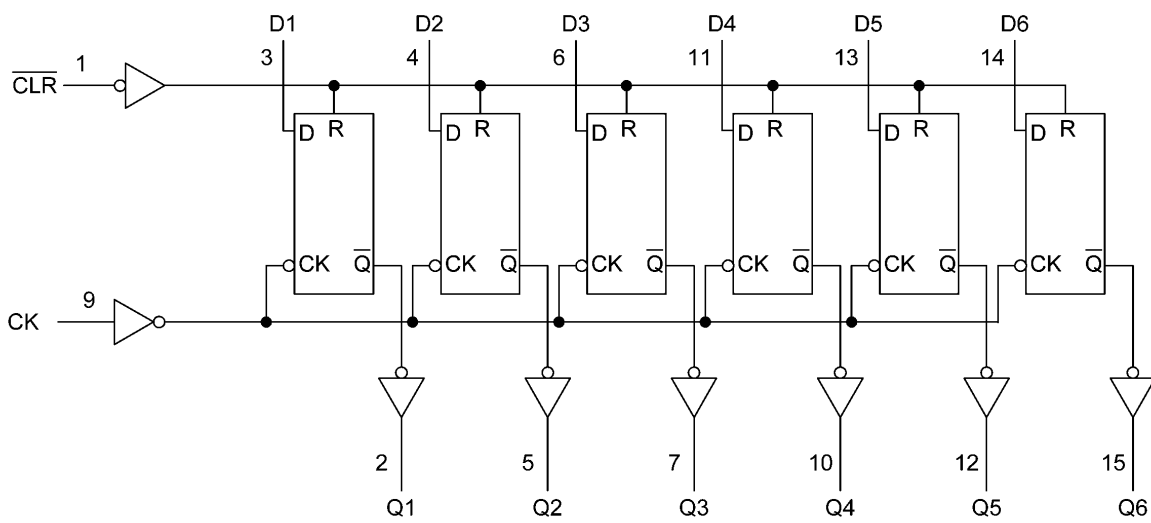 D1 D2 D3 D4 D5 D6
1 3 4 6 11 13 14
C̅L̅R̅
D R D R D R D R D R D R
CK Q̅ CK Q̅ CK Q̅ CK Q̅ CK Q̅ CK Q̅
9
CK
2 5 7 10 12 15
Q1 Q2 Q3 Q4 Q5 Q6